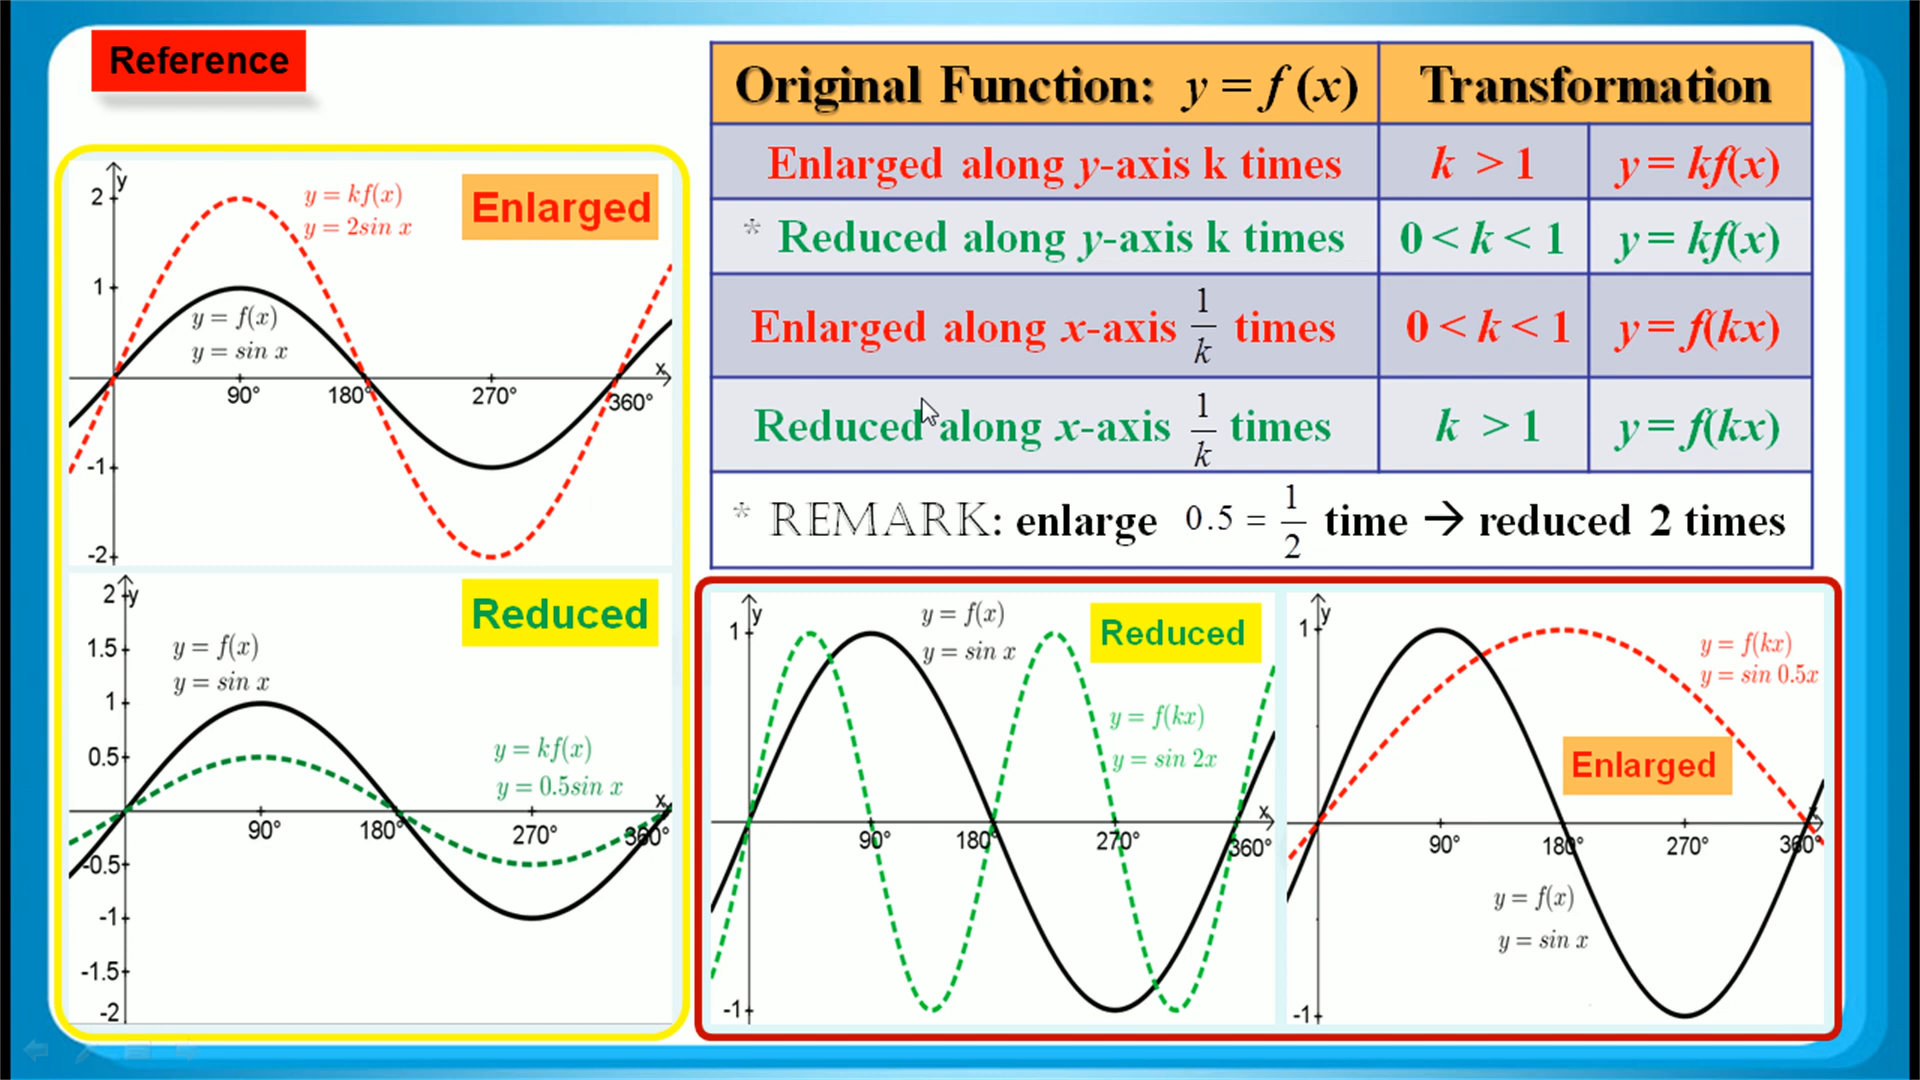 Reference
Original Function: y = f (x) Transformation
Enlarged along y-axis k times k > 1 y = kf(x)
* Reduced along y-axis k times 0 < k < 1 y = kf(x)
Enlarged along x-axis 1/k times 0 < k < 1 y = f(kx)
Reduced along x-axis 1/k times k > 1 y = f(kx)
* REMARK: enlarge 0.5 = 1/2 time → reduced 2 times
y
2
y = kf(x)
y = 2sin x
Enlarged
1
y = f(x)
y = sin x
x
90° 180° 270° 360°
-1
-2
2 y
Reduced
1.5
y = f(x)
y = sin x
1
0.5
y = kf(x)
y = 0.5sin x
x
90° 180° 270° 360°
-0.5
-1
-1.5
-2
y
1
y = f(x)
y = sin x
Reduced
y = f(kx)
y = sin 2x
x
90° 180° 270° 360°
-1
y
1
y = f(kx)
y = sin 0.5x
Enlarged
x
90° 180° 270° 360°
y = f(x)
y = sin x
-1